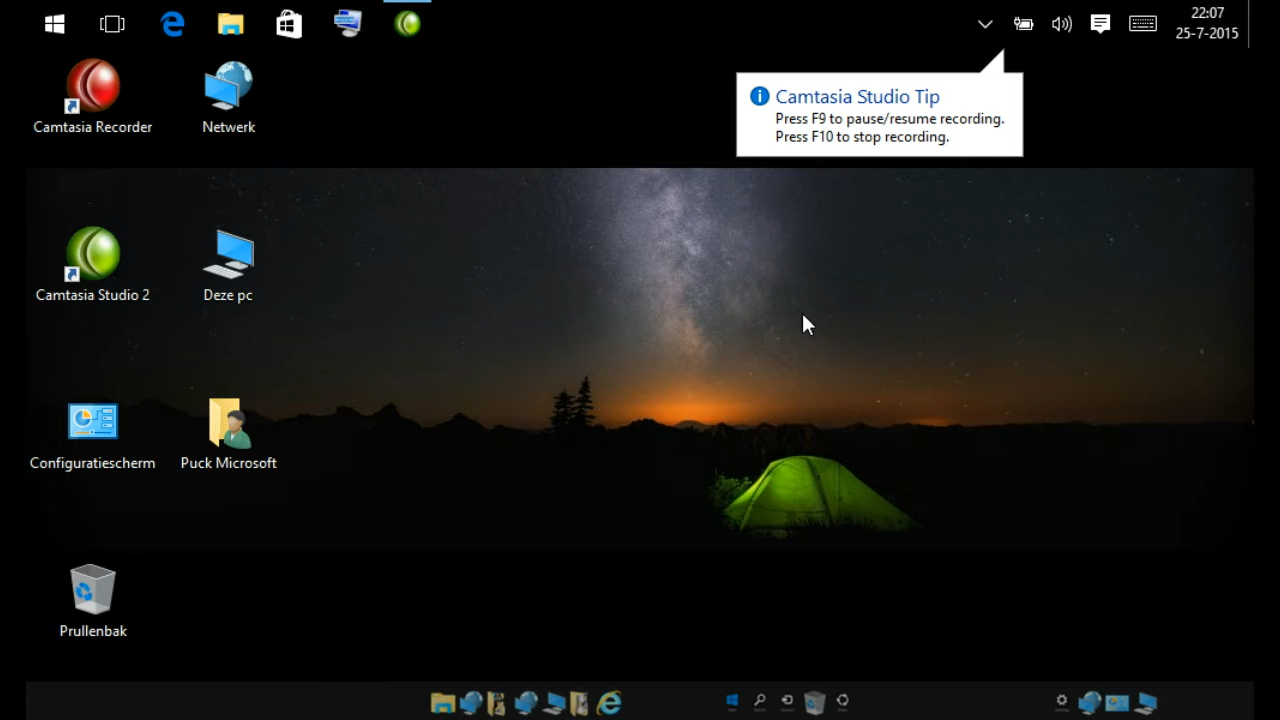 22:07
25-7-2015
Camtasia Studio Tip
Press F9 to pause/resume recording.
Press F10 to stop recording.
Camtasia Recorder
Netwerk
Camtasia Studio 2
Deze pc
Configuratiescherm
Puck Microsoft
Prullenbak